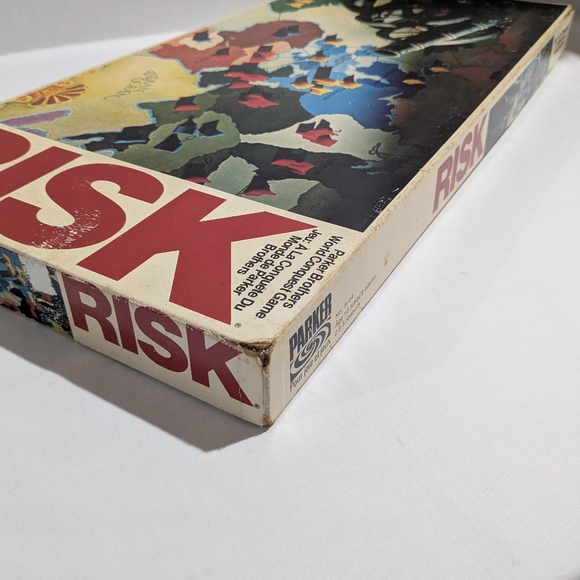 RISK
Parker Brothers
World Conquest Game
Jeu: A La Conquête Du
Monde de Parker
Brothers
RISK
PARKER
RISK